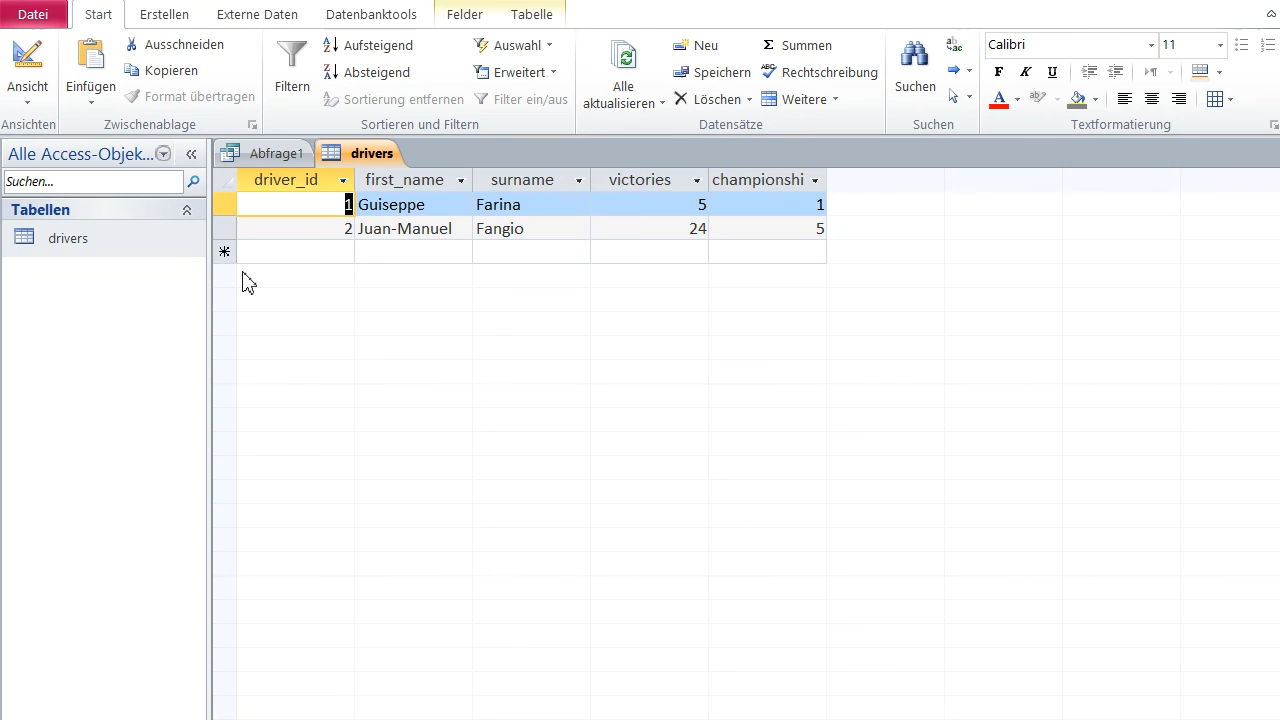 Datei Start Erstellen Externe Daten Datenbanktools Felder Tabelle
Ansicht
Ansichten
Einfügen
Ausschneiden
Kopieren
Format übertragen
Zwischenablage
Filtern
Aufsteigend
Absteigend
Sortierung entfernen
Auswahl
Erweitert
Filter ein/aus
Sortieren und Filtern
Alle
aktualisieren
Neu
Speichern
Löschen
Summen
Rechtschreibung
Weitere
Datensätze
Suchen
Suchen
Calibri 11
F K U
A
Textformatierung
Alle Access-Objek... «
Suchen...
Tabellen
drivers
Abfrage1 drivers
driver_id first_name surname victories championshi
1 Guiseppe Farina 5 1
2 Juan-Manuel Fangio 24 5